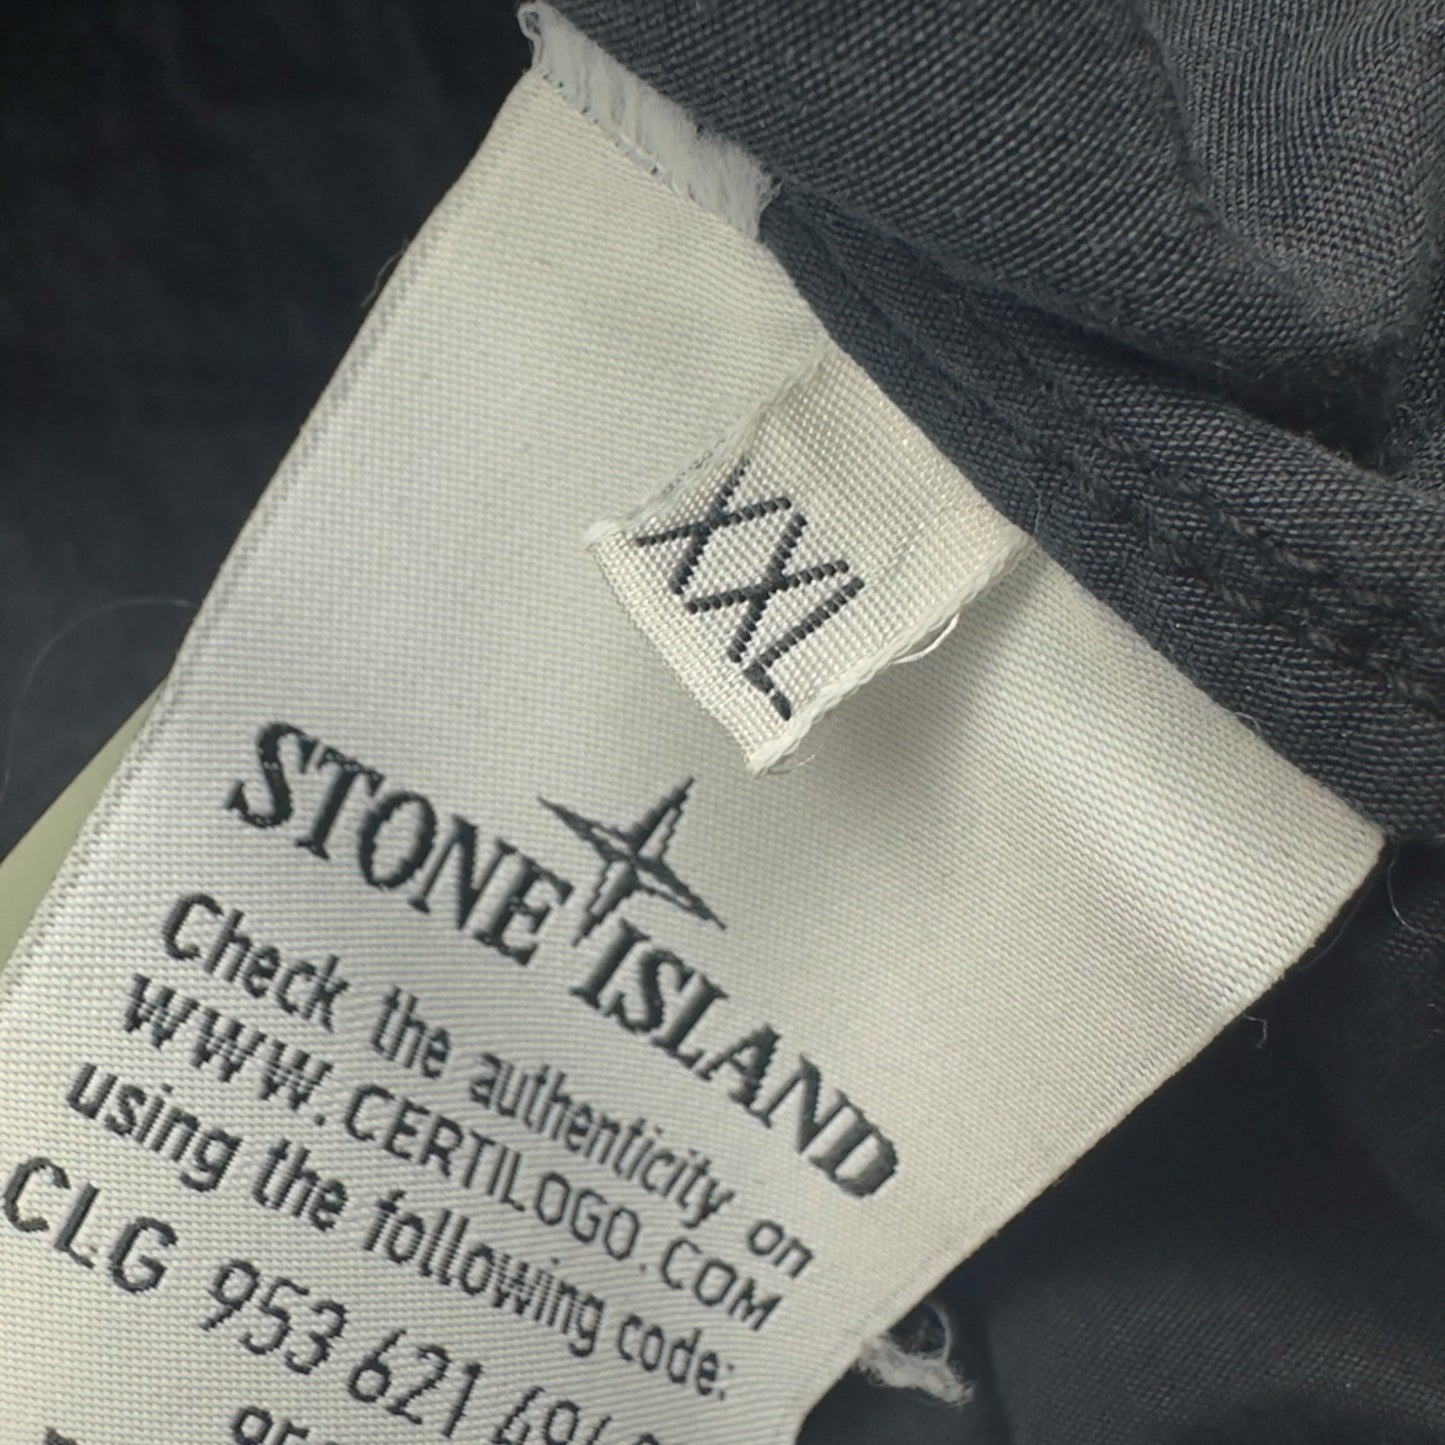 XXL
STONE ISLAND
Check the authenticity on
WWW.CERTILOGO.COM
using the following code:
CLG 953 621